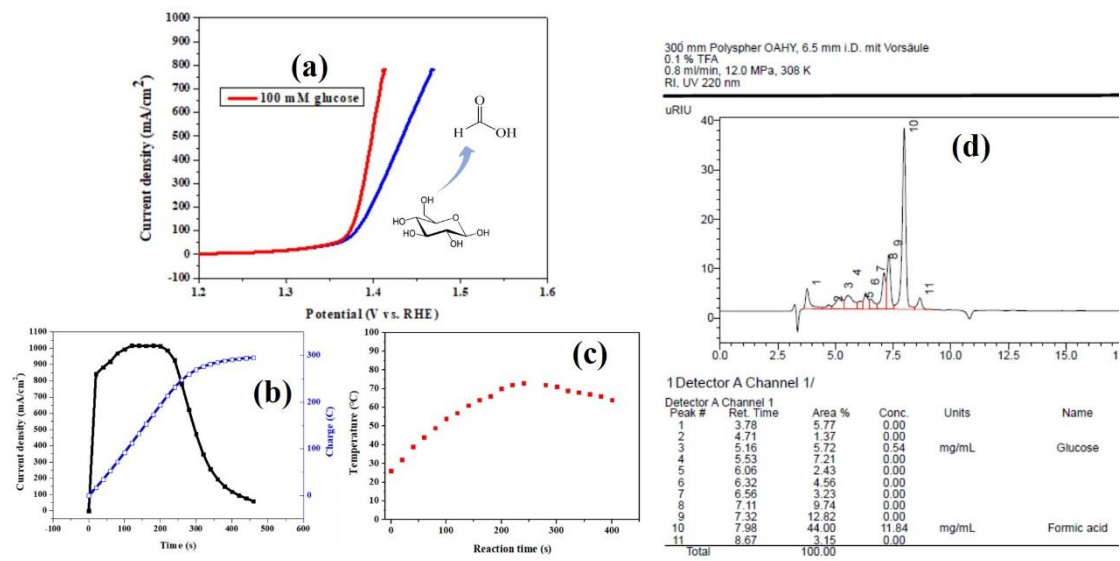 (a)
100 mM glucose
Current density (mA/cm²)
1000
900
800
700
600
500
400
300
200
100
0
-100
1.2
1.3
1.4
1.5
1.6
Potential (V vs. RHE)
O
H
OH
OH
HO
O
HO
OH
OH
(b)
Current density (mA/cm²)
1100
1000
900
800
700
600
500
400
300
200
100
0
-100
0
100
200
300
400
500
600
Time (s)
Charge (C)
300
200
100
0
(c)
Temperature (°C)
100
90
80
70
60
50
40
30
20
10
0
0
100
200
300
400
Reaction time (s)
300 mm Polyspher OAHY, 6.5 mm i.D. mit Vorsäule
0.1 % TFA
0.8 ml/min, 12.0 MPa, 308 K
RI, UV 220 nm
uRIU
(d)
40
30
20
10
0
1
2
3
4
5
6
7
8
9
10
11
0.0
2.5
5.0
7.5
10.0
12.5
15.0
17.5
1 Detector A Channel 1/
Detector A Channel 1
Peak # Ret. Time Area % Conc. Units Name
1 3.78 5.77 0.00
2 4.71 1.37 0.00
3 5.16 5.72 0.54 mg/mL Glucose
4 5.53 7.21 0.00
5 6.06 2.43 0.00
6 6.32 4.56 0.00
7 6.56 3.23 0.00
8 7.11 9.74 0.00
9 7.32 12.82 0.00
10 7.98 44.00 11.84 mg/mL Formic acid
11 8.67 3.15 0.00
Total 100.00